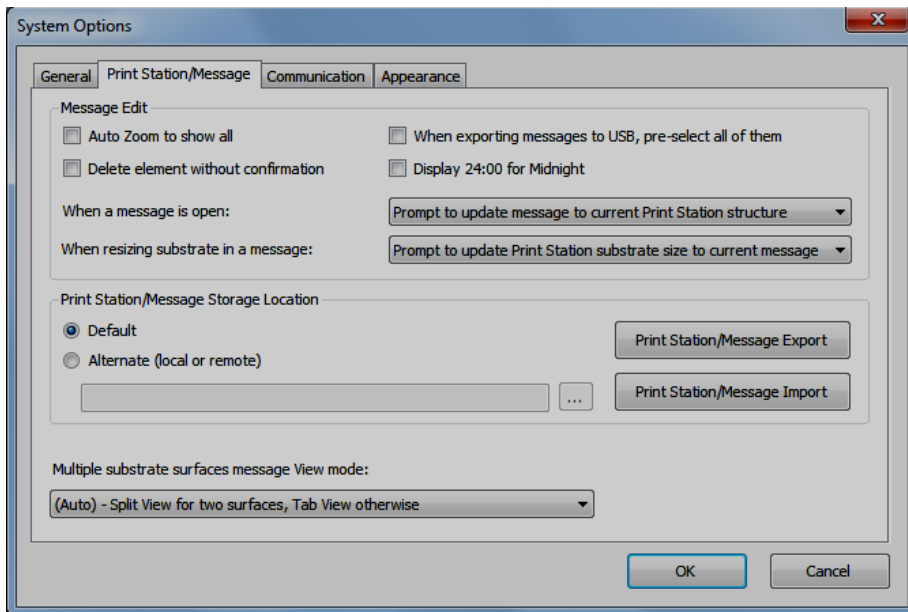 System Options
General Print Station/Message Communication Appearance
Message Edit
Auto Zoom to show all When exporting messages to USB, pre-select all of them
Delete element without confirmation Display 24:00 for Midnight
When a message is open: Prompt to update message to current Print Station structure
When resizing substrate in a message: Prompt to update Print Station substrate size to current message
Print Station/Message Storage Location
Default
Print Station/Message Export
Alternate (local or remote)
... Print Station/Message Import
Multiple substrate surfaces message View mode:
(Auto) - Split View for two surfaces, Tab View otherwise
OK Cancel